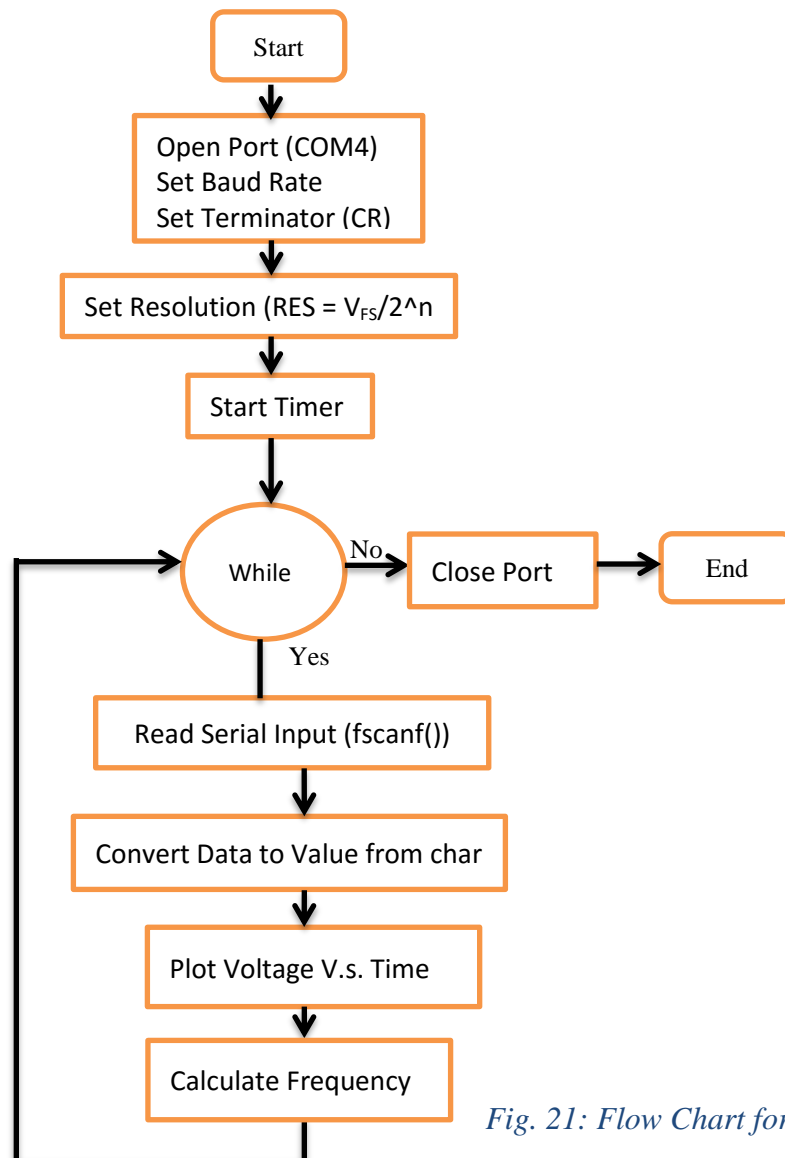 Start
Open Port (COM4)
Set Baud Rate
Set Terminator (CR)
Set Resolution (RES = V_FS/2^n
Start Timer
While
No
Close Port
End
Yes
Read Serial Input (fscanf())
Convert Data to Value from char
Plot Voltage V.s. Time
Calculate Frequency
Fig. 21: Flow Chart for